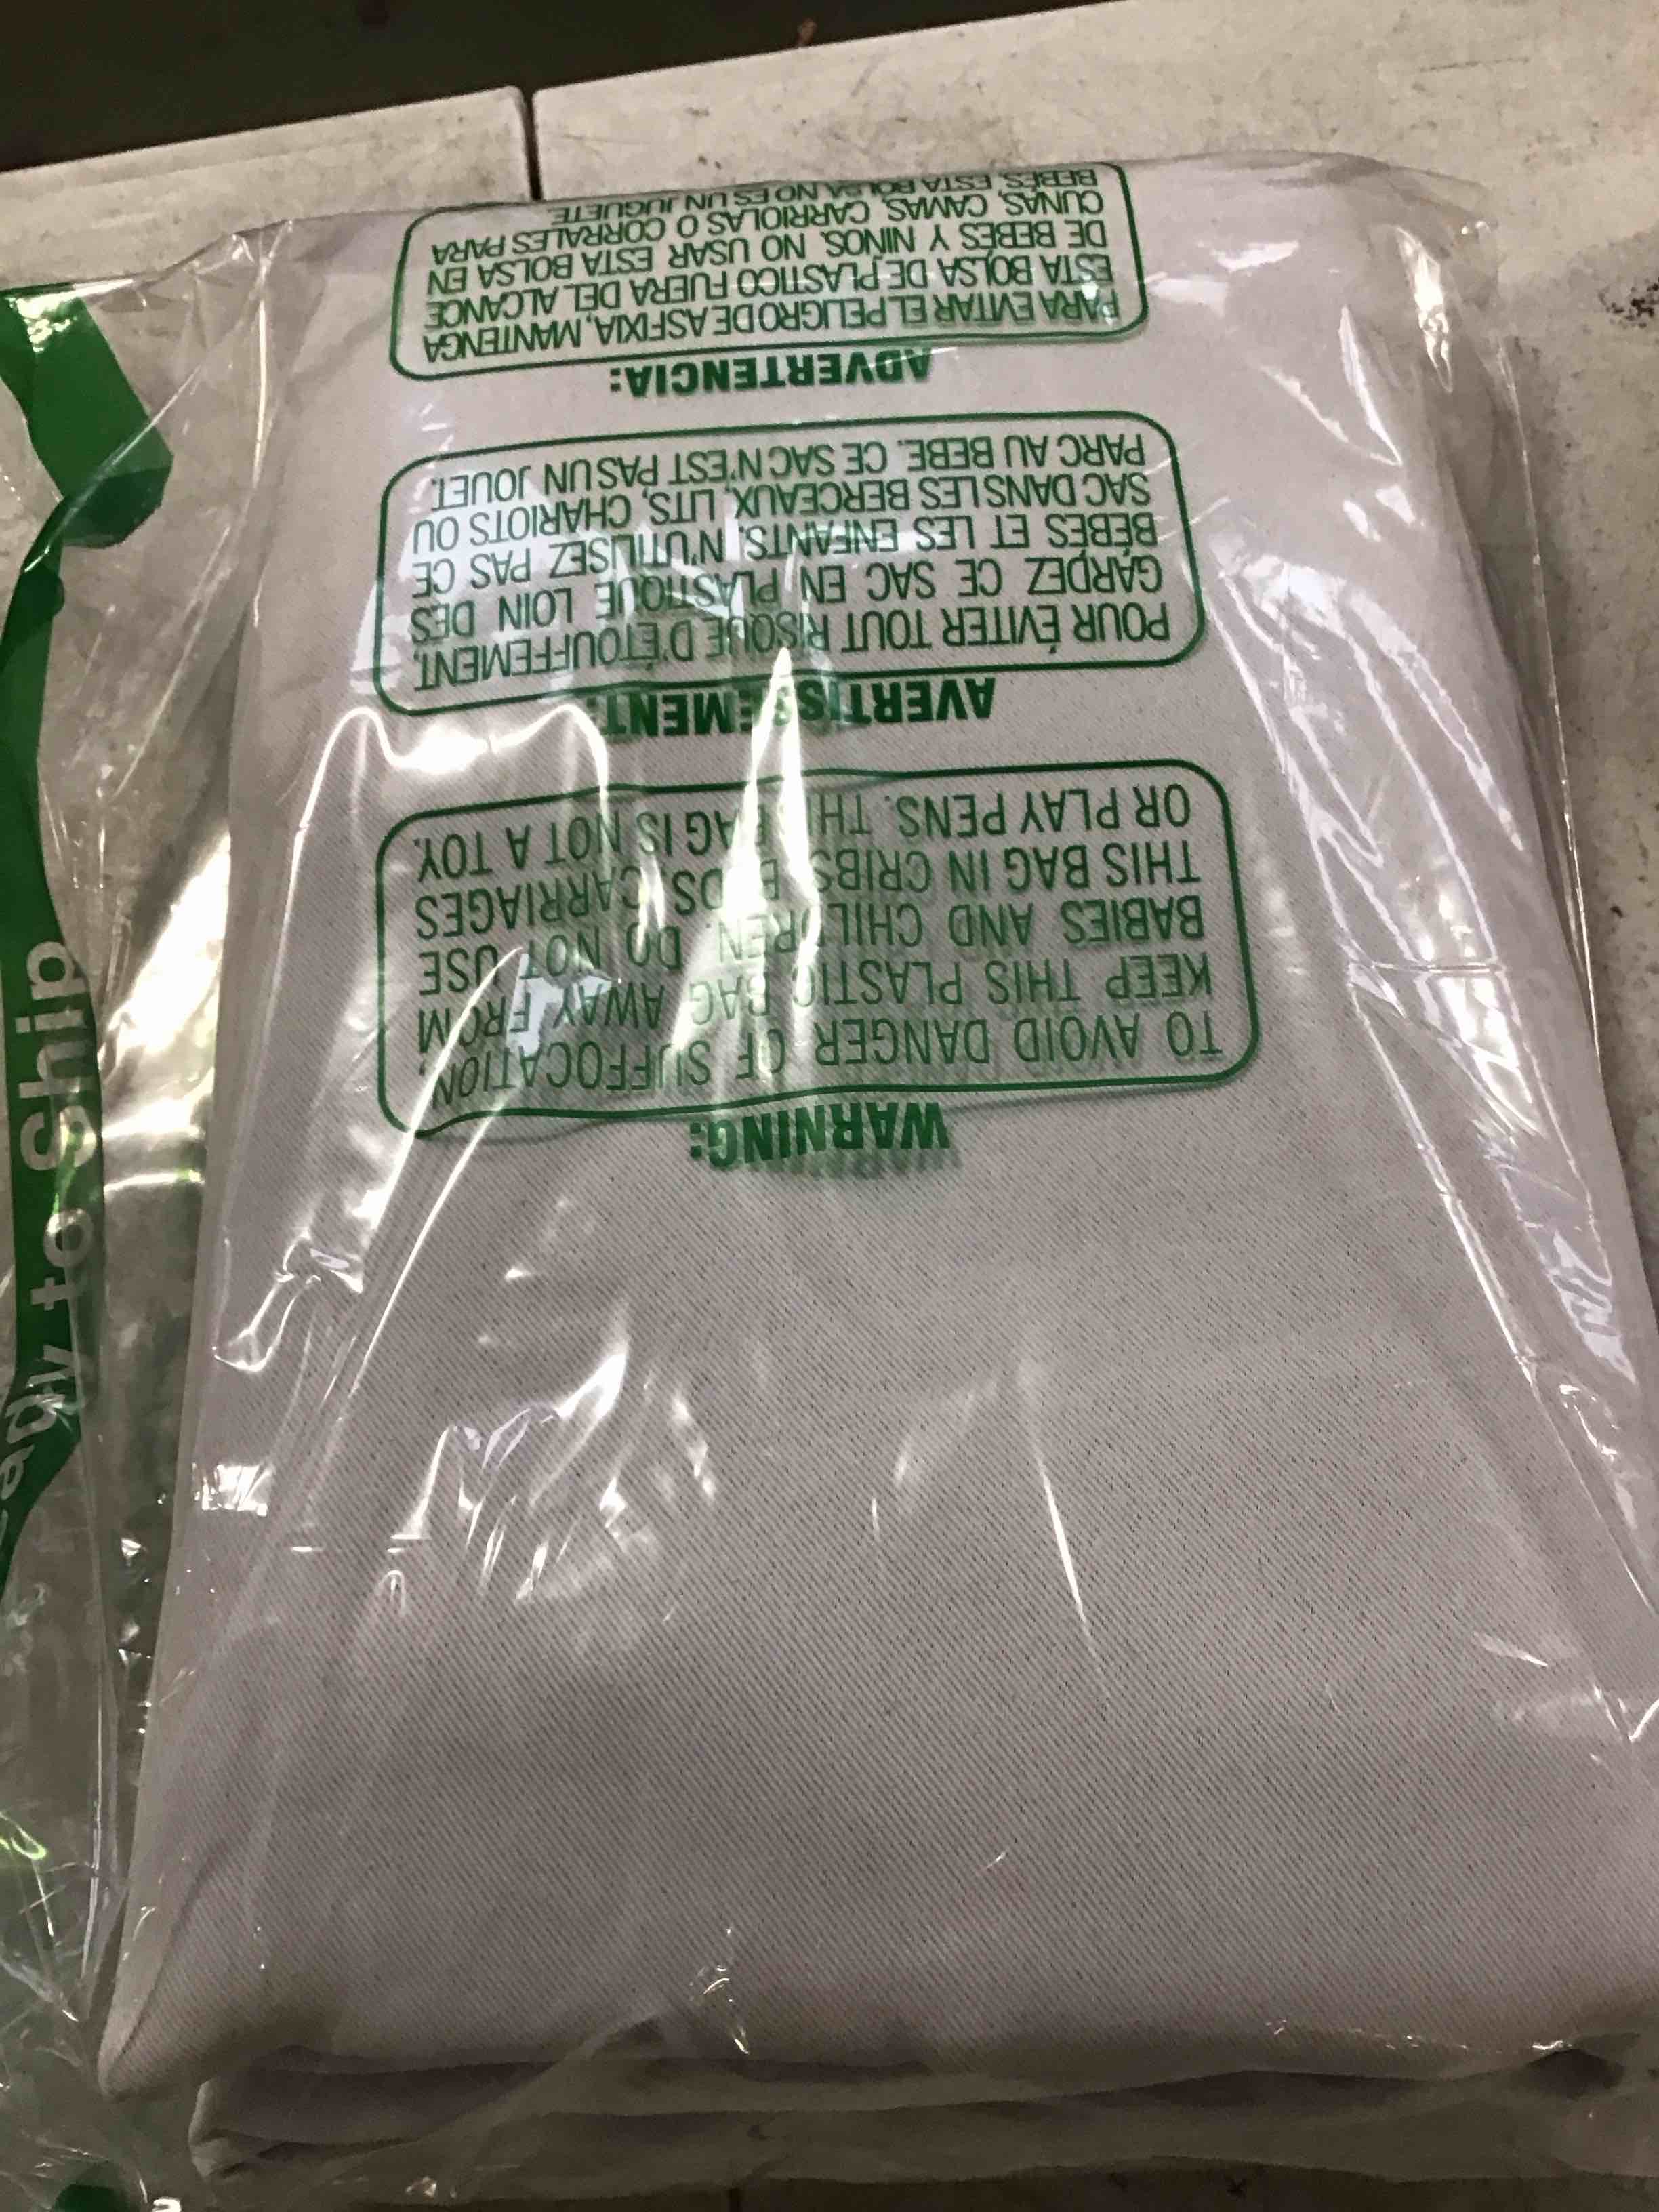 WARNING:
TO AVOID DANGER OF SUFFOCATION,
KEEP THIS PLASTIC BAG AWAY FROM
BABIES AND CHILDREN. DO NOT USE
THIS BAG IN CRIBS, BEDS, CARRIAGES
OR PLAY PENS. THIS BAG IS NOT A TOY.
AVERTISSEMENT:
POUR ÉVITER TOUT RISQUE D'ÉTOUFFEMENT,
GARDEZ CE SAC EN PLASTIQUE LOIN DES
BÉBES ET LES ENFANTS, N'UTILISEZ PAS CE
SAC DANS LES BERCEAUX, LITS, CHARIOTS OU
PARC AU BEBE. CE SAC N'EST PAS UN JOUET.
ADVERTENCIA:
PARA EVITAR EL PELIGRO DE ASFIXIA, MANTENGA
ESTA BOLSA DE PLASTICO FUERA DEL ALCANCE
DE BEBES Y NIÑOS, NO USAR ESTA BOLSA EN
CUNAS, CAMAS, CARRIOLAS O CORRALES PARA
BEBÉS, ESTA BOLSA NO ES UN JUGUETE.
to Ship